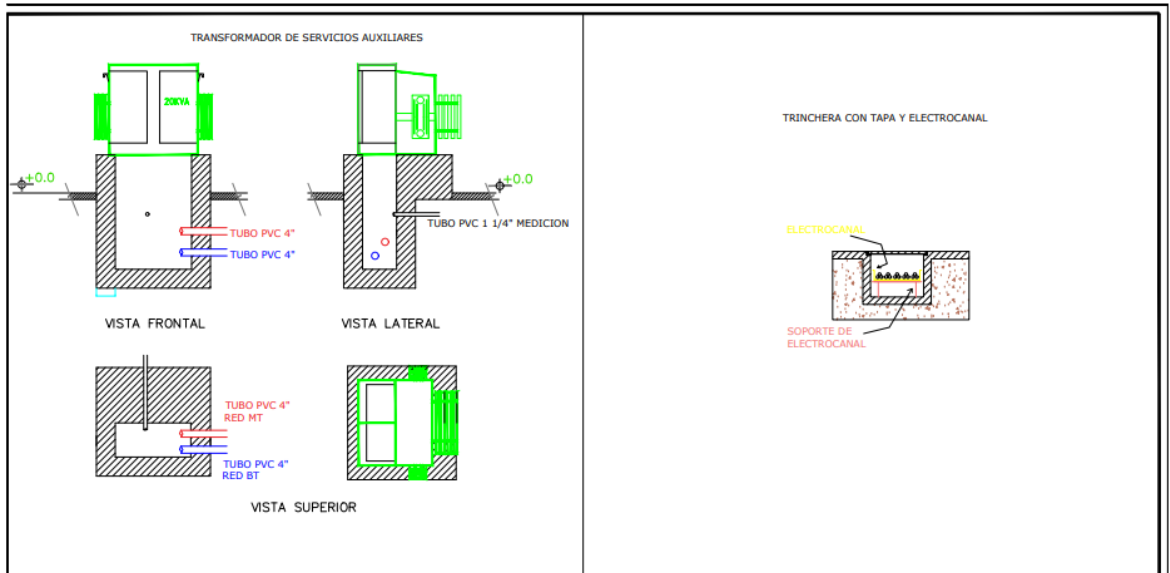 TRANSFORMADOR DE SERVICIOS AUXILIARES
20KVA
+0.0
+0.0
TUBO PVC 4"
TUBO PVC 4"
TUBO PVC 1 1/4" MEDICION
VISTA FRONTAL
VISTA LATERAL
TUBO PVC 4"
RED MT
TUBO PVC 4"
RED BT
VISTA SUPERIOR
TRINCHERA CON TAPA Y ELECTROCANAL
ELECTROCANAL
SOPORTE DE
ELECTROCANAL